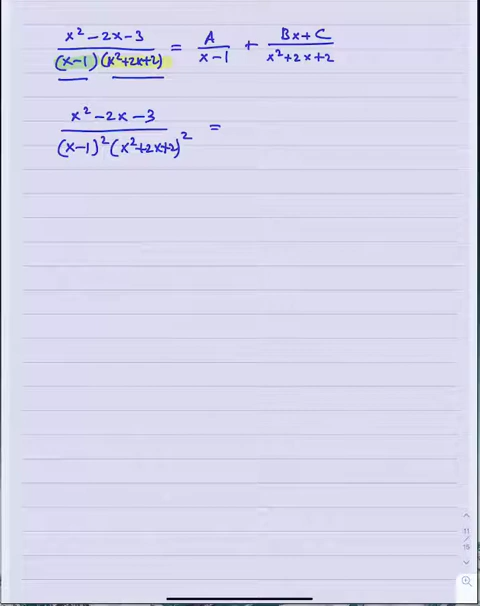 x² - 2x - 3 / (x-1)(x²+2x+2) = A / x-1 + Bx+C / x²+2x+2
x² - 2x - 3 / (x-1)²(x²+2x+2)² =
11
/
15